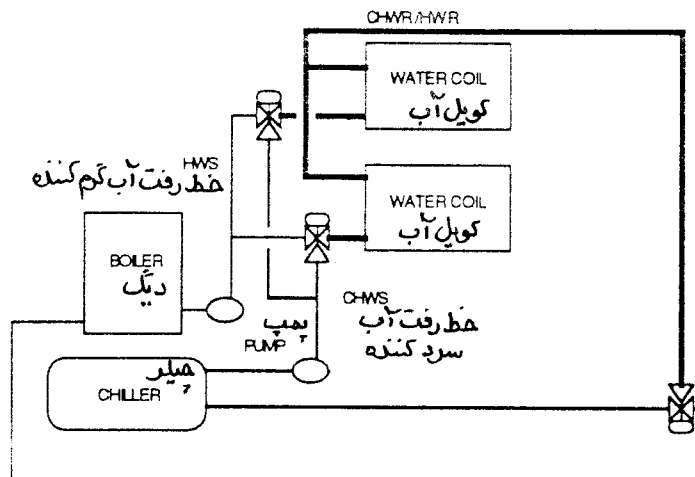 CHWR/HWR
WATER COIL
کویل آب
HWS
خط رفت آب گرم کننده
WATER COIL
کویل آب
BOILER
دیگ
CHWS
خط رفت آب
سرد کننده
پمپ
PUMP
چیلر
CHILLER